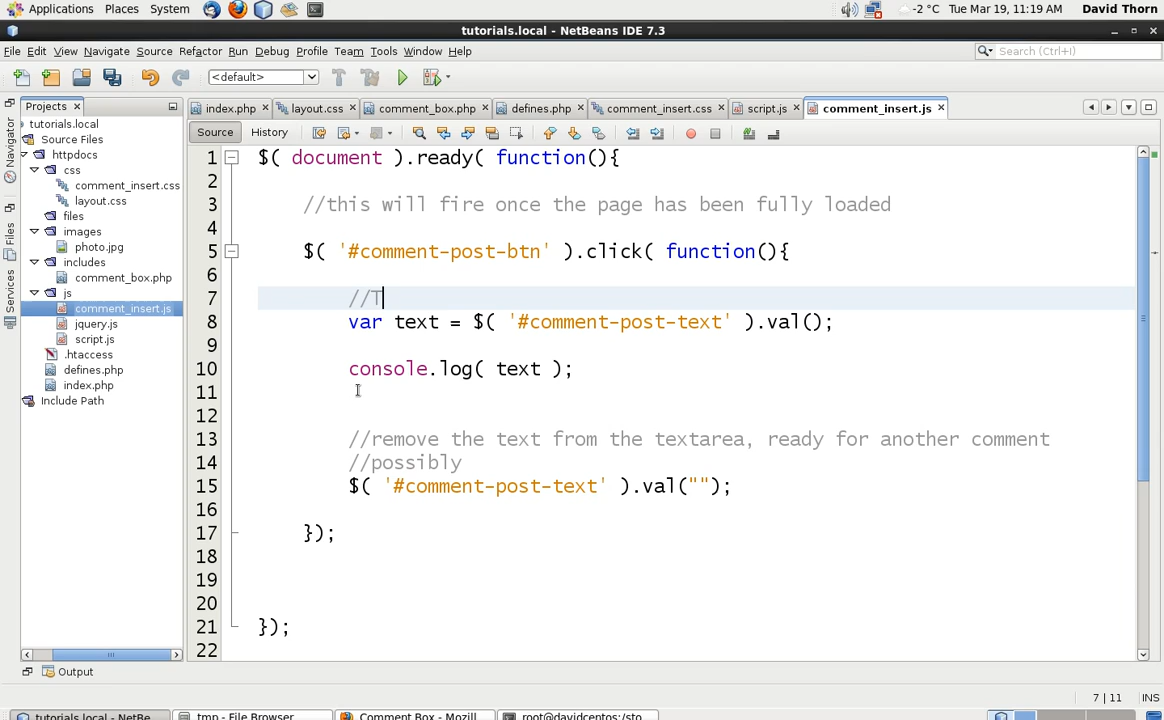 Applications Places System -2 °C Tue Mar 19, 11:19 AM David Thorn
tutorials.local - NetBeans IDE 7.3
File Edit View Navigate Source Refactor Run Debug Profile Team Tools Window Help Search (Ctrl+I)
<default>
Projects × index.php × layout.css × comment_box.php × defines.php × comment_insert.css × script.js × comment_insert.js ×
Navigator
Files
Services
tutorials.local
Source Files
httpdocs
css
comment_insert.css
layout.css
files
images
photo.jpg
includes
comment_box.php
js
comment_insert.js
jquery.js
script.js
.htaccess
defines.php
index.php
Include Path
Source History
1 $( document ).ready( function(){
2
3 //this will fire once the page has been fully loaded
4
5 $( '#comment-post-btn' ).click( function(){
6
7 //T
8 var text = $( '#comment-post-text' ).val();
9
10 console.log( text );
11
12
13 //remove the text from the textarea, ready for another comment
14 //possibly
15 $( '#comment-post-text' ).val("");
16
17 });
18
19
20
21 });
22
Output
7 | 11 INS
tutorials.local - NetBe... tmp - File Browser Comment Box - Mozill... root@davidcentos:/sto...